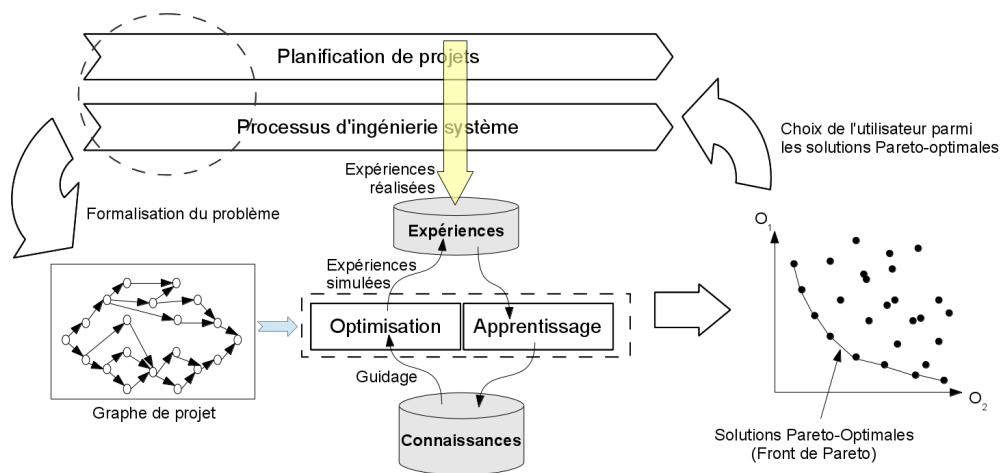 Planification de projets
Processus d'ingénierie système
Expériences
réalisées
Choix de l'utilisateur parmi
les solutions Pareto-optimales
Formalisation du problème
Expériences
Expériences
simulées
Optimisation
Apprentissage
Guidage
Connaissances
Graphe de projet
O1
O2
Solutions Pareto-Optimales
(Front de Pareto)